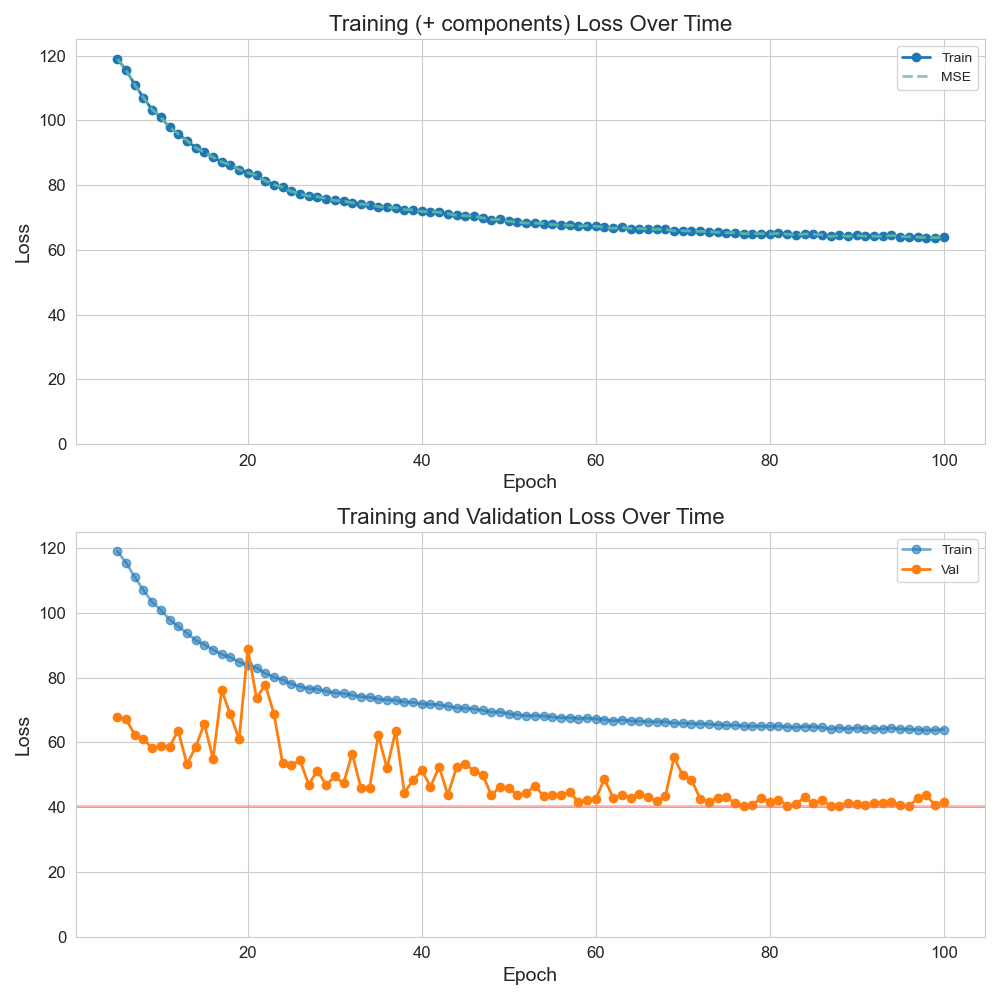 Training (+ components) Loss Over Time
120
100
80
60
40
20
0
Loss
Train
MSE
20 40 60 80 100
Epoch
Training and Validation Loss Over Time
120
100
80
60
40
20
0
Loss
Train
Val
20 40 60 80 100
Epoch